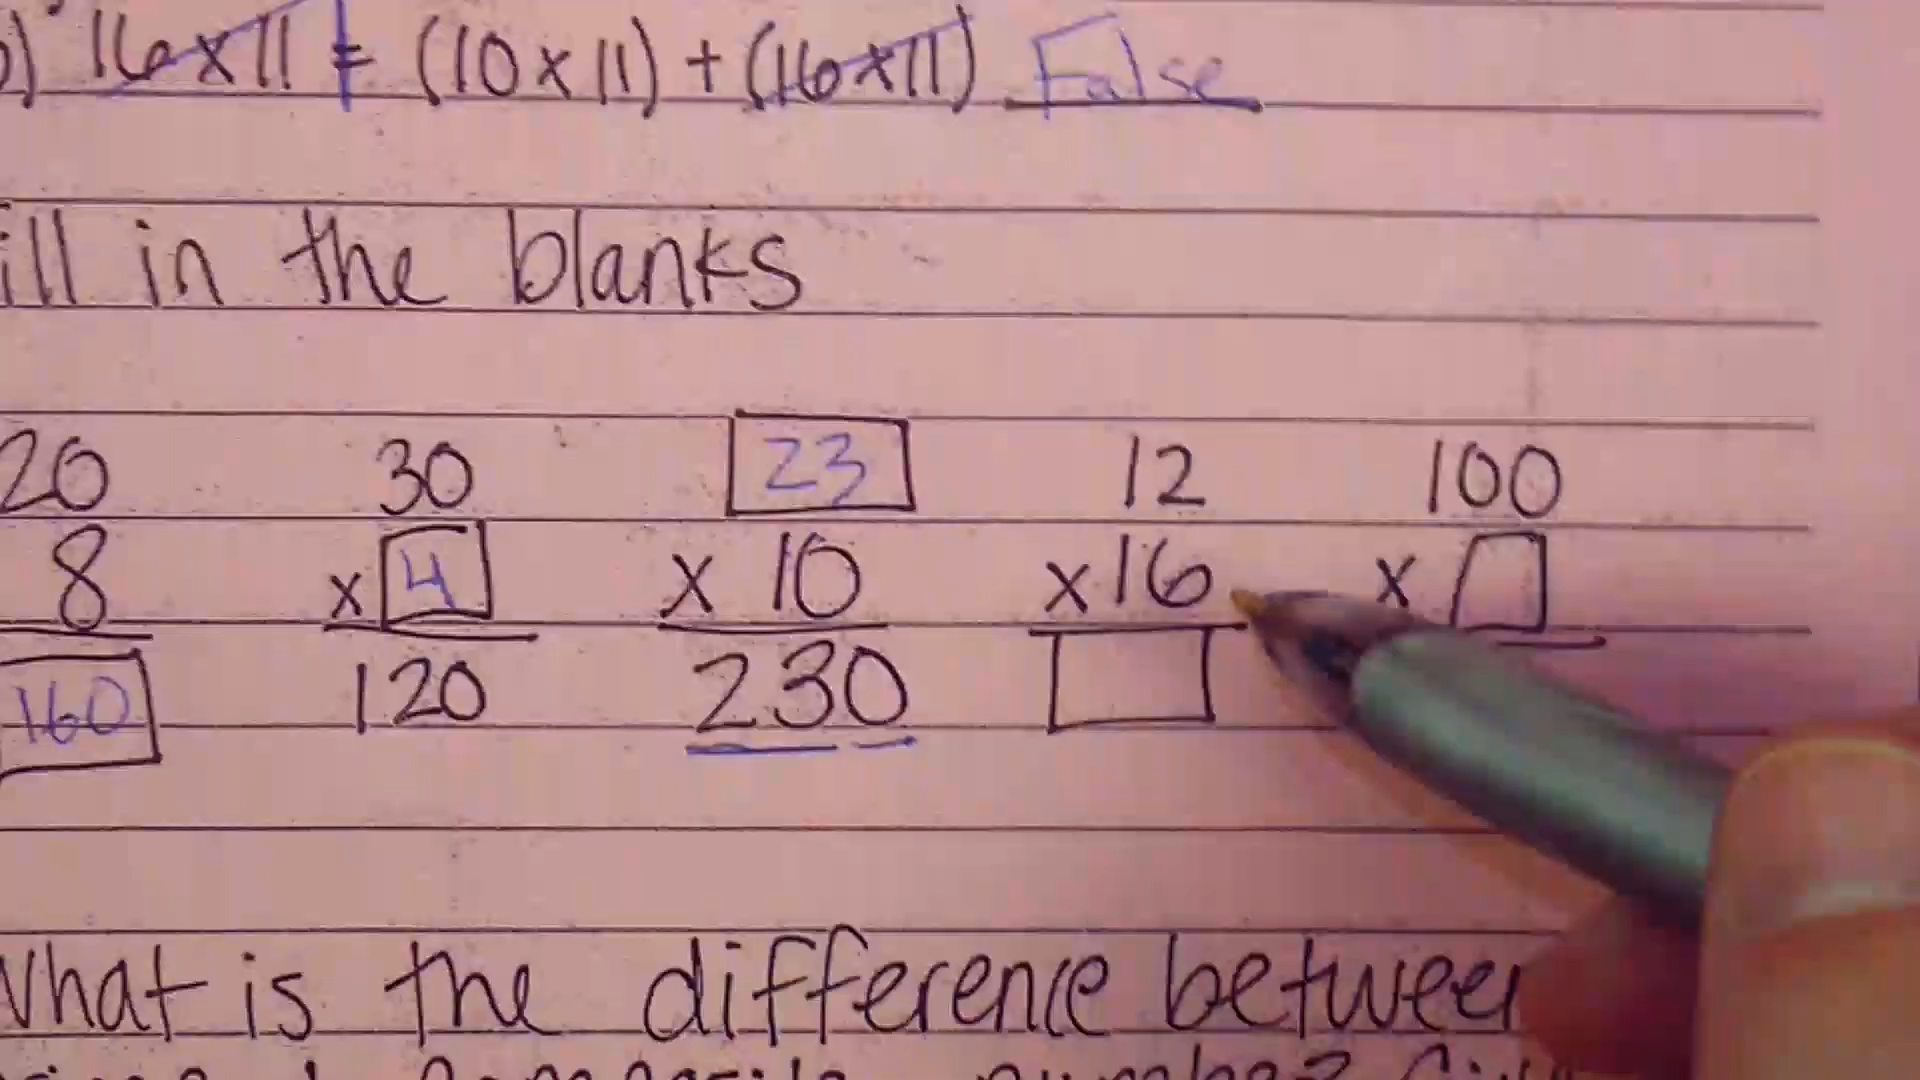 ) 16x11 ≠ (10x11) + (16x11) False
ill in the blanks
20 30 23 12 100
8 x 4 x 10 x16 x
160 120 230
What is the difference between